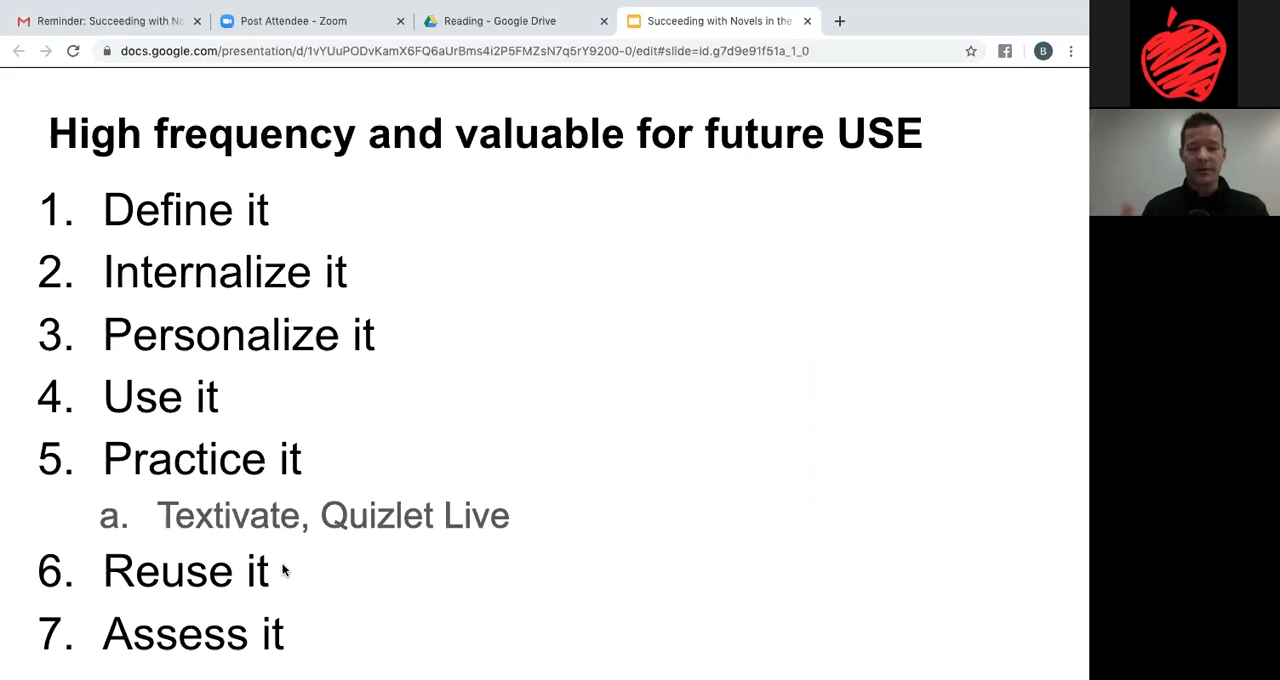 Reminder: Succeeding with No
Post Attendee - Zoom
Reading - Google Drive
Succeeding with Novels in the
docs.google.com/presentation/d/1vYUuPODvKamX6FQ6aUrBms4i2P5FMZsN7q5rY9200-0/edit#slide=id.g7d9e91f51a_1_0
B
High frequency and valuable for future USE
1. Define it
2. Internalize it
3. Personalize it
4. Use it
5. Practice it
a. Textivate, Quizlet Live
6. Reuse it
7. Assess it